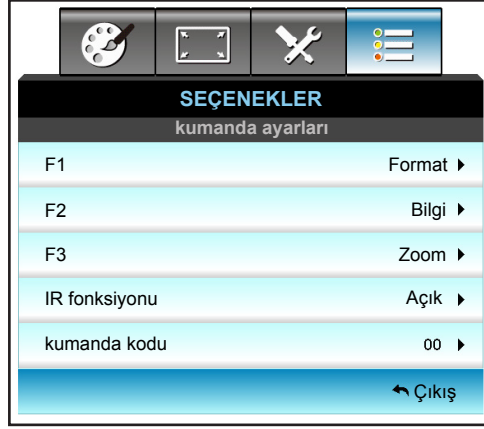 SEÇENEKLER
kumanda ayarları
F1 Format
F2 Bilgi
F3 Zoom
IR fonksiyonu Açık
kumanda kodu 00
Çıkış